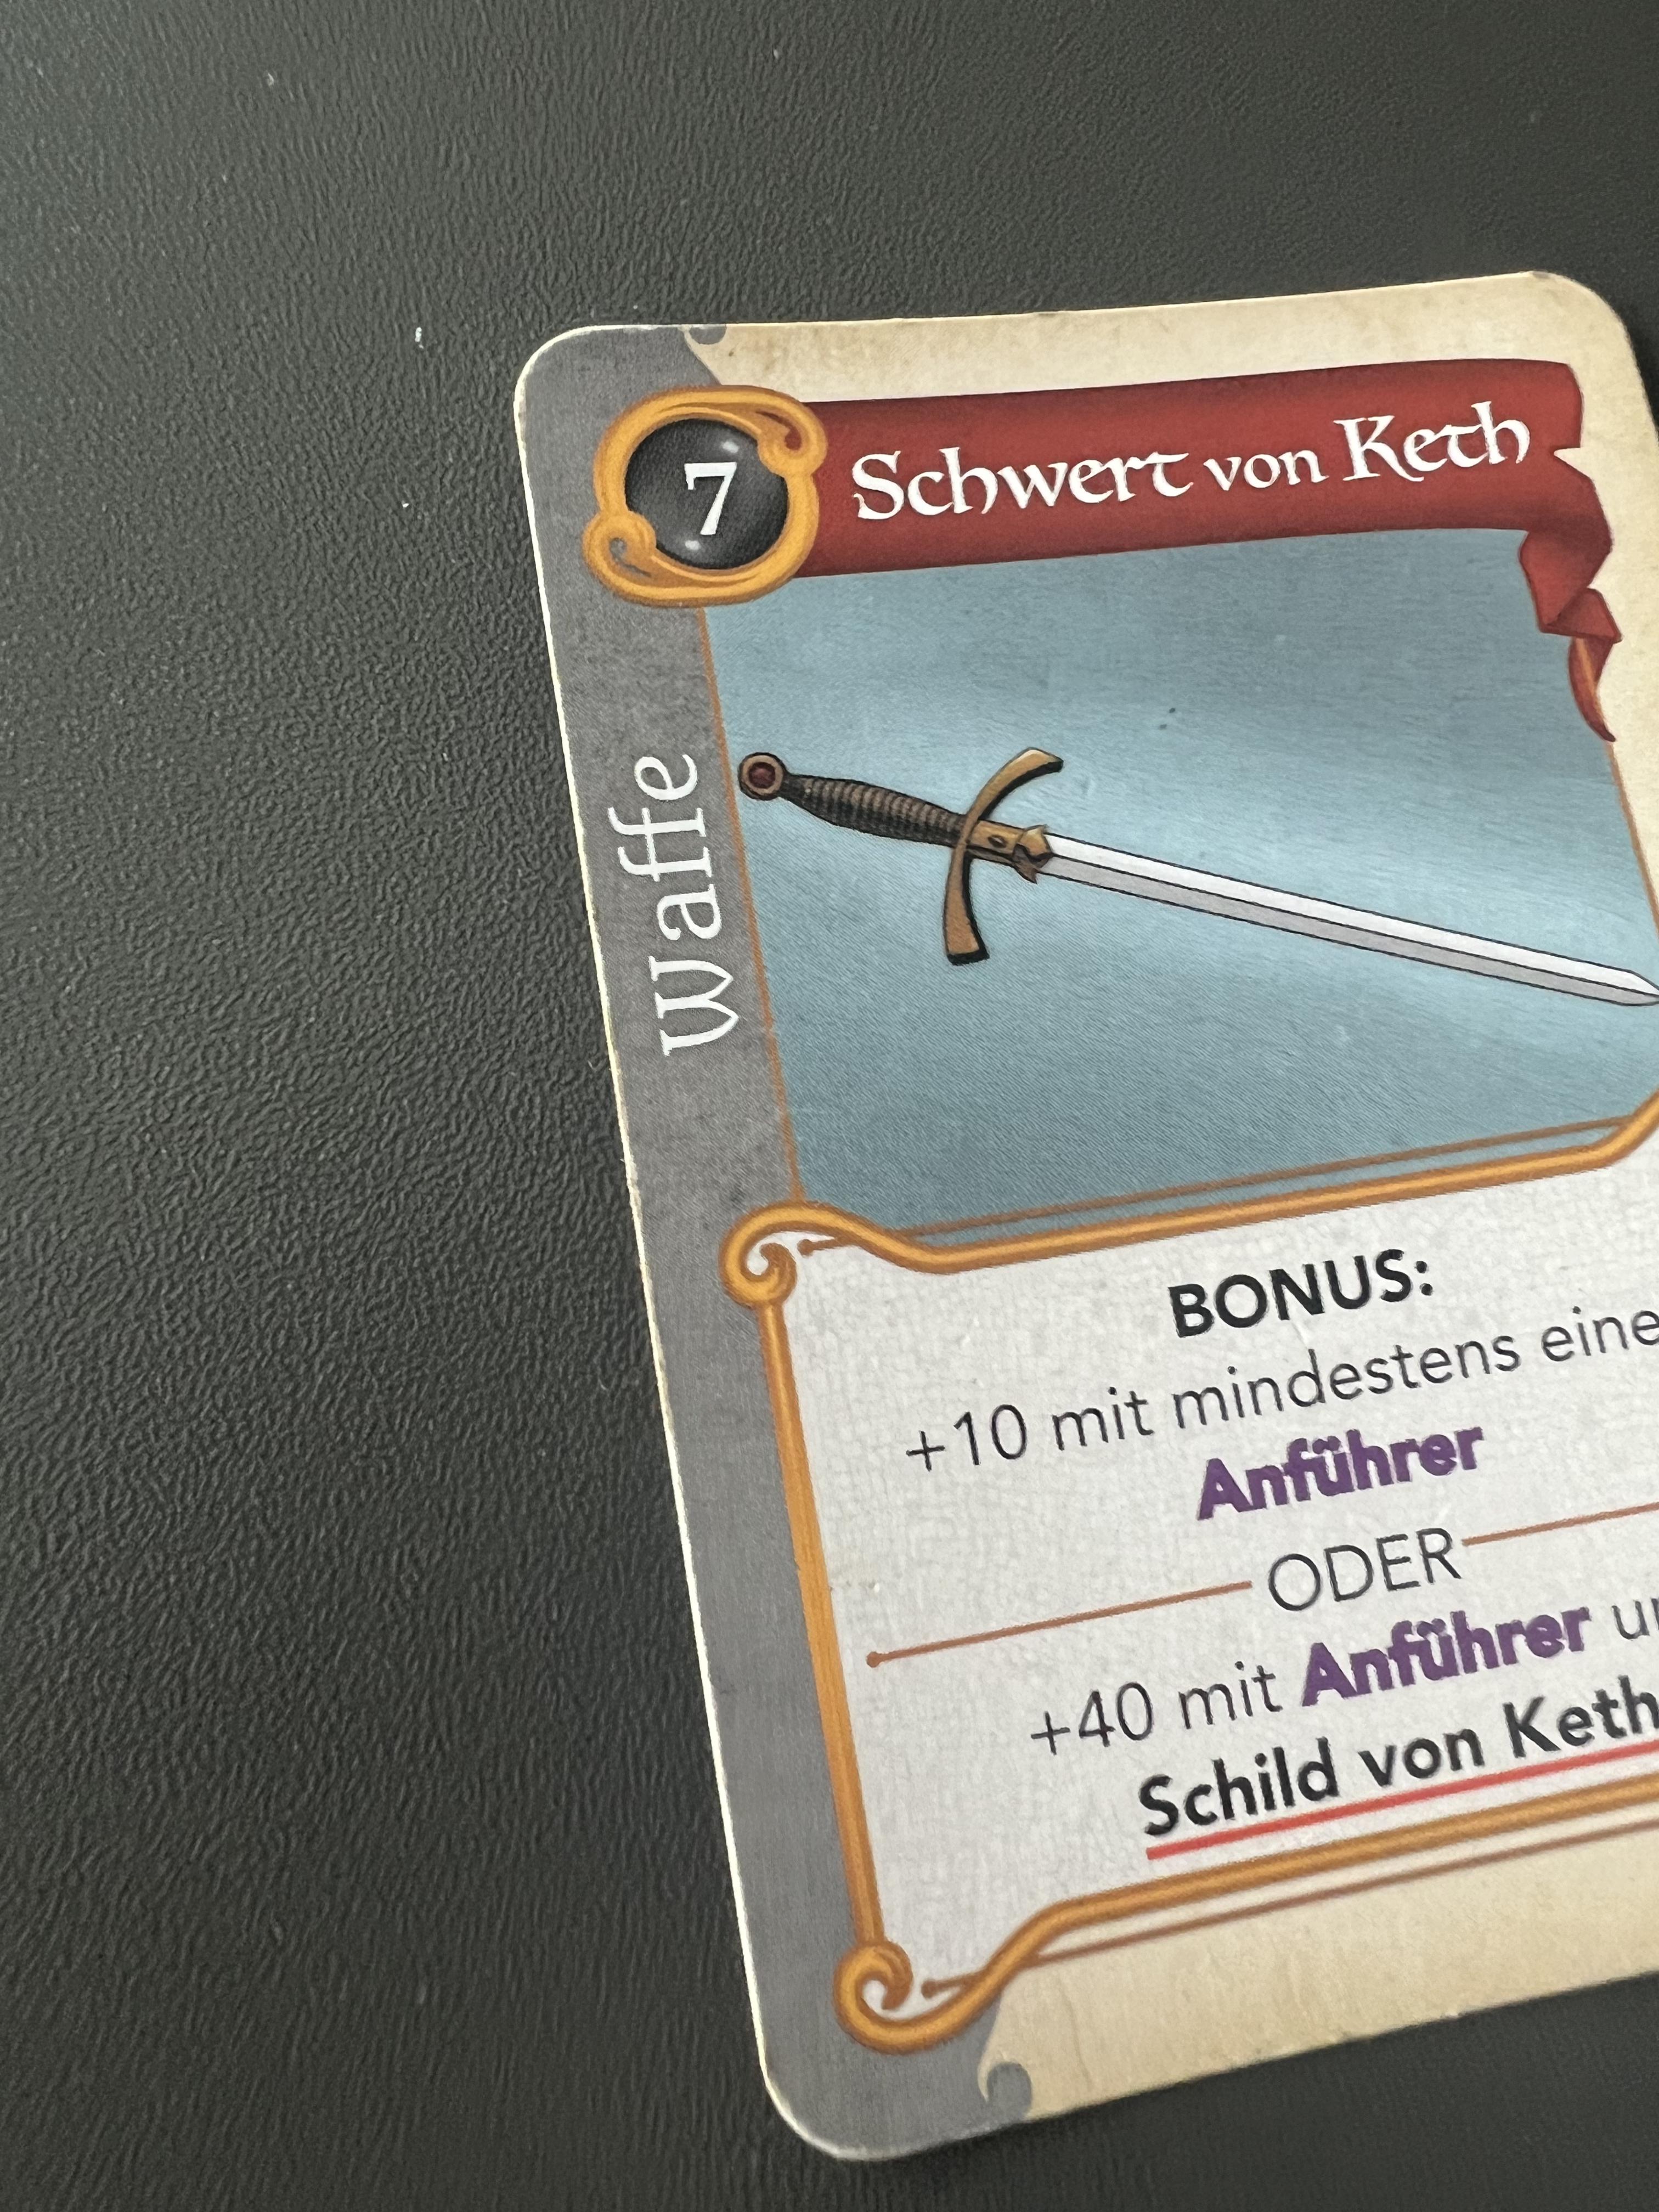 7
Schwert von Keth
Waffe
BONUS:
+10 mit mindestens
Anführer
ODER
+40 mit Anführer
Schild von Keth